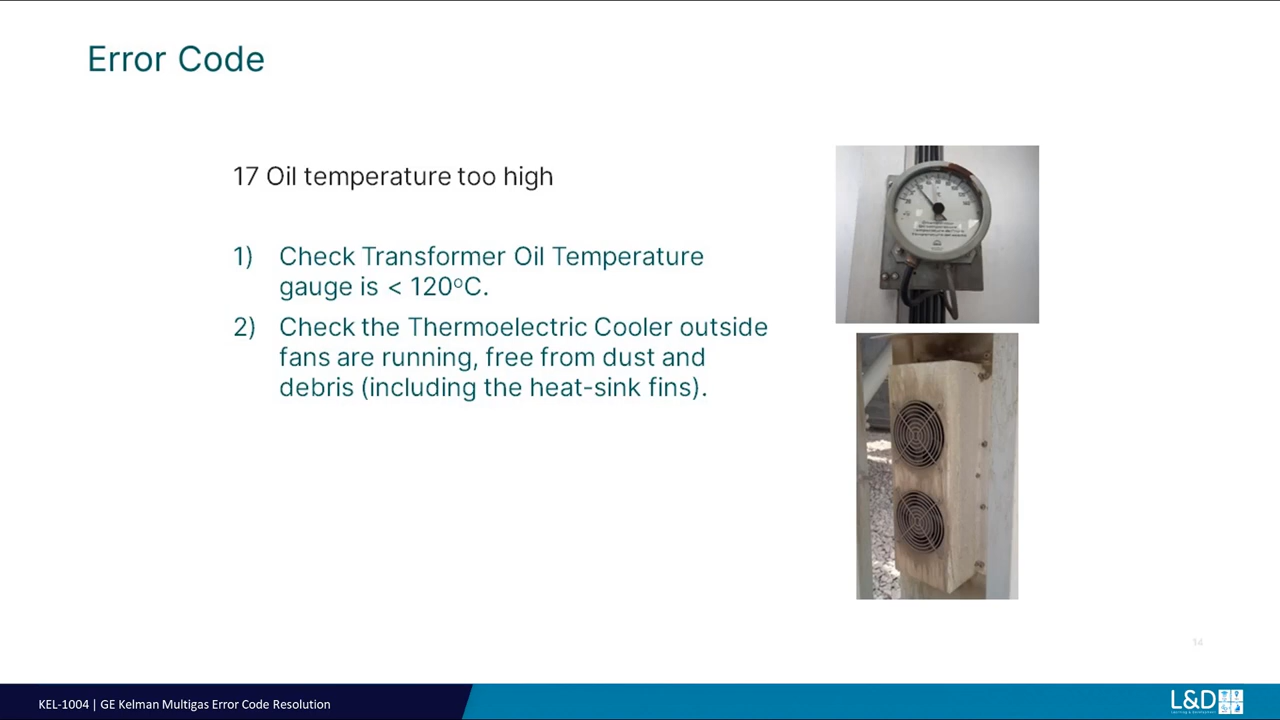 Error Code
17 Oil temperature too high
1) Check Transformer Oil Temperature
gauge is < 120ºC.
2) Check the Thermoelectric Cooler outside
fans are running, free from dust and
debris (including the heat-sink fins).
14
KEL-1004 | GE Kelman Multigas Error Code Resolution
L&D